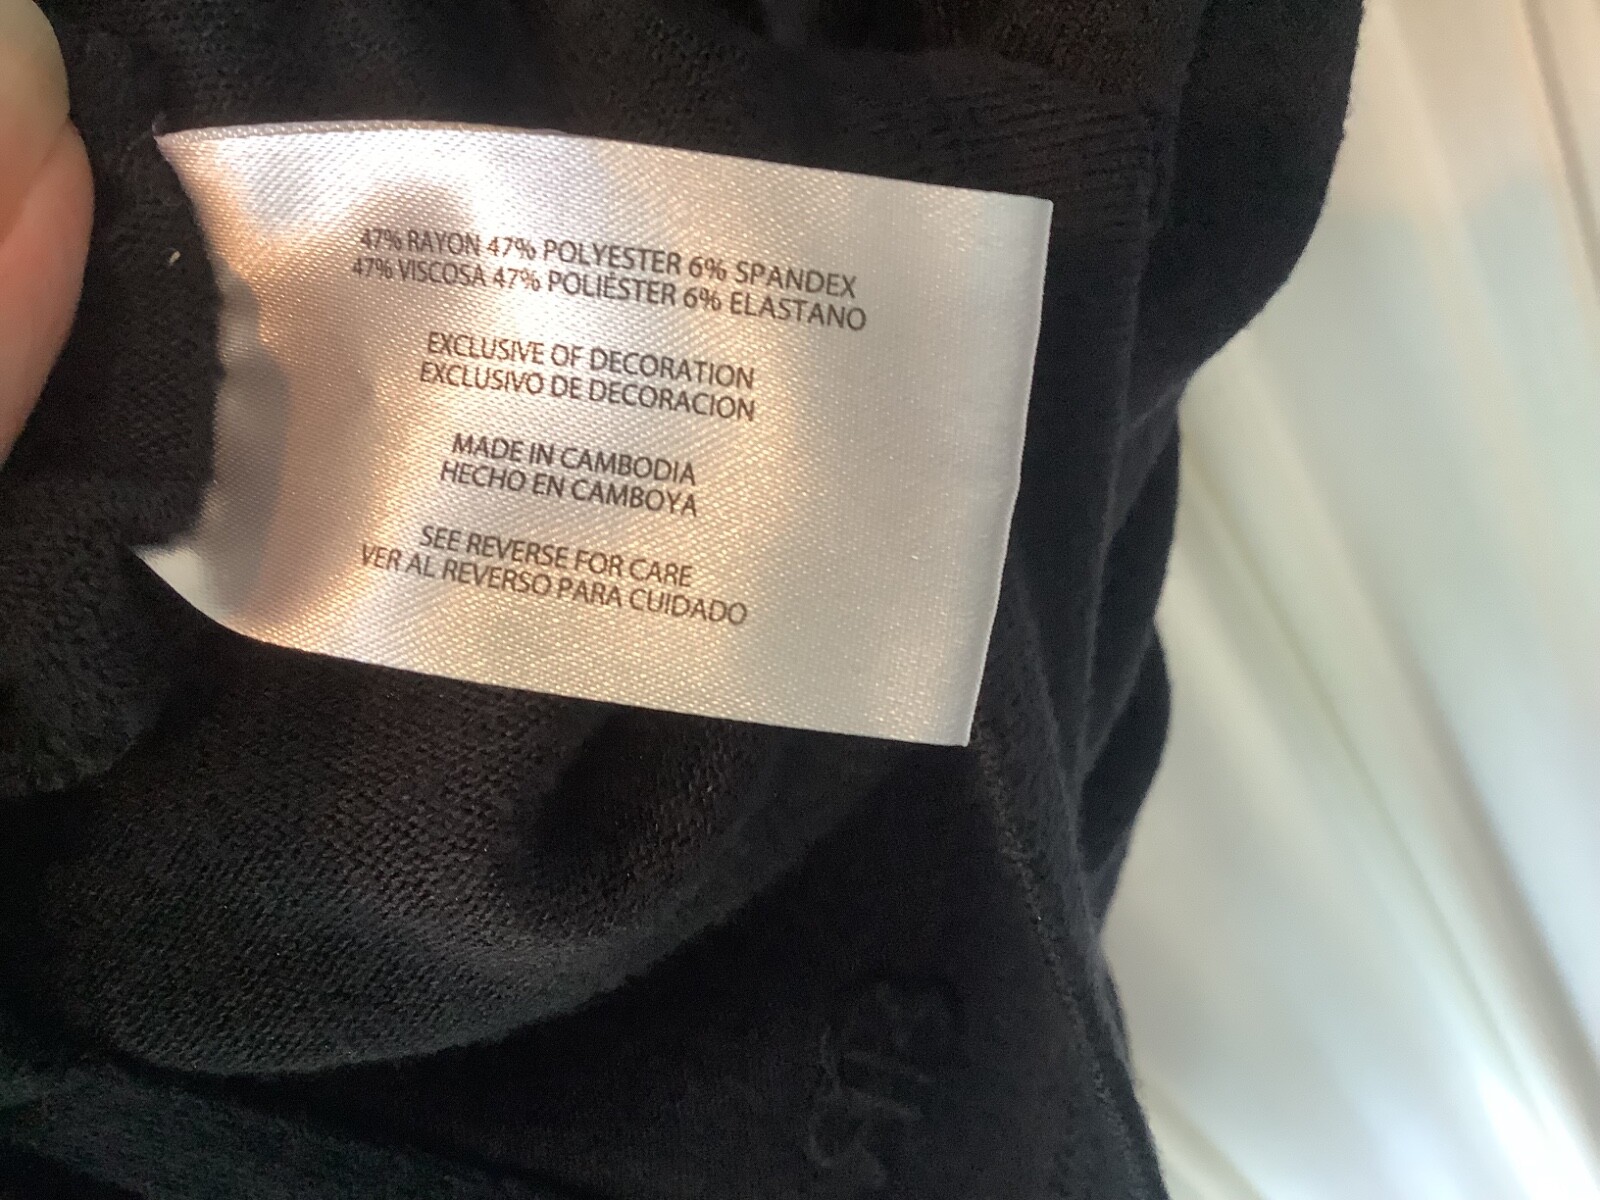 47% RAYON 47% POLYESTER 6% SPANDEX
47% VISCOSA 47% POLIÉSTER 6% ELASTANO
EXCLUSIVE OF DECORATION
EXCLUSIVO DE DECORACION
MADE IN CAMBODIA
HECHO EN CAMBOYA
SEE REVERSE FOR CARE
VER AL REVERSO PARA CUIDADO